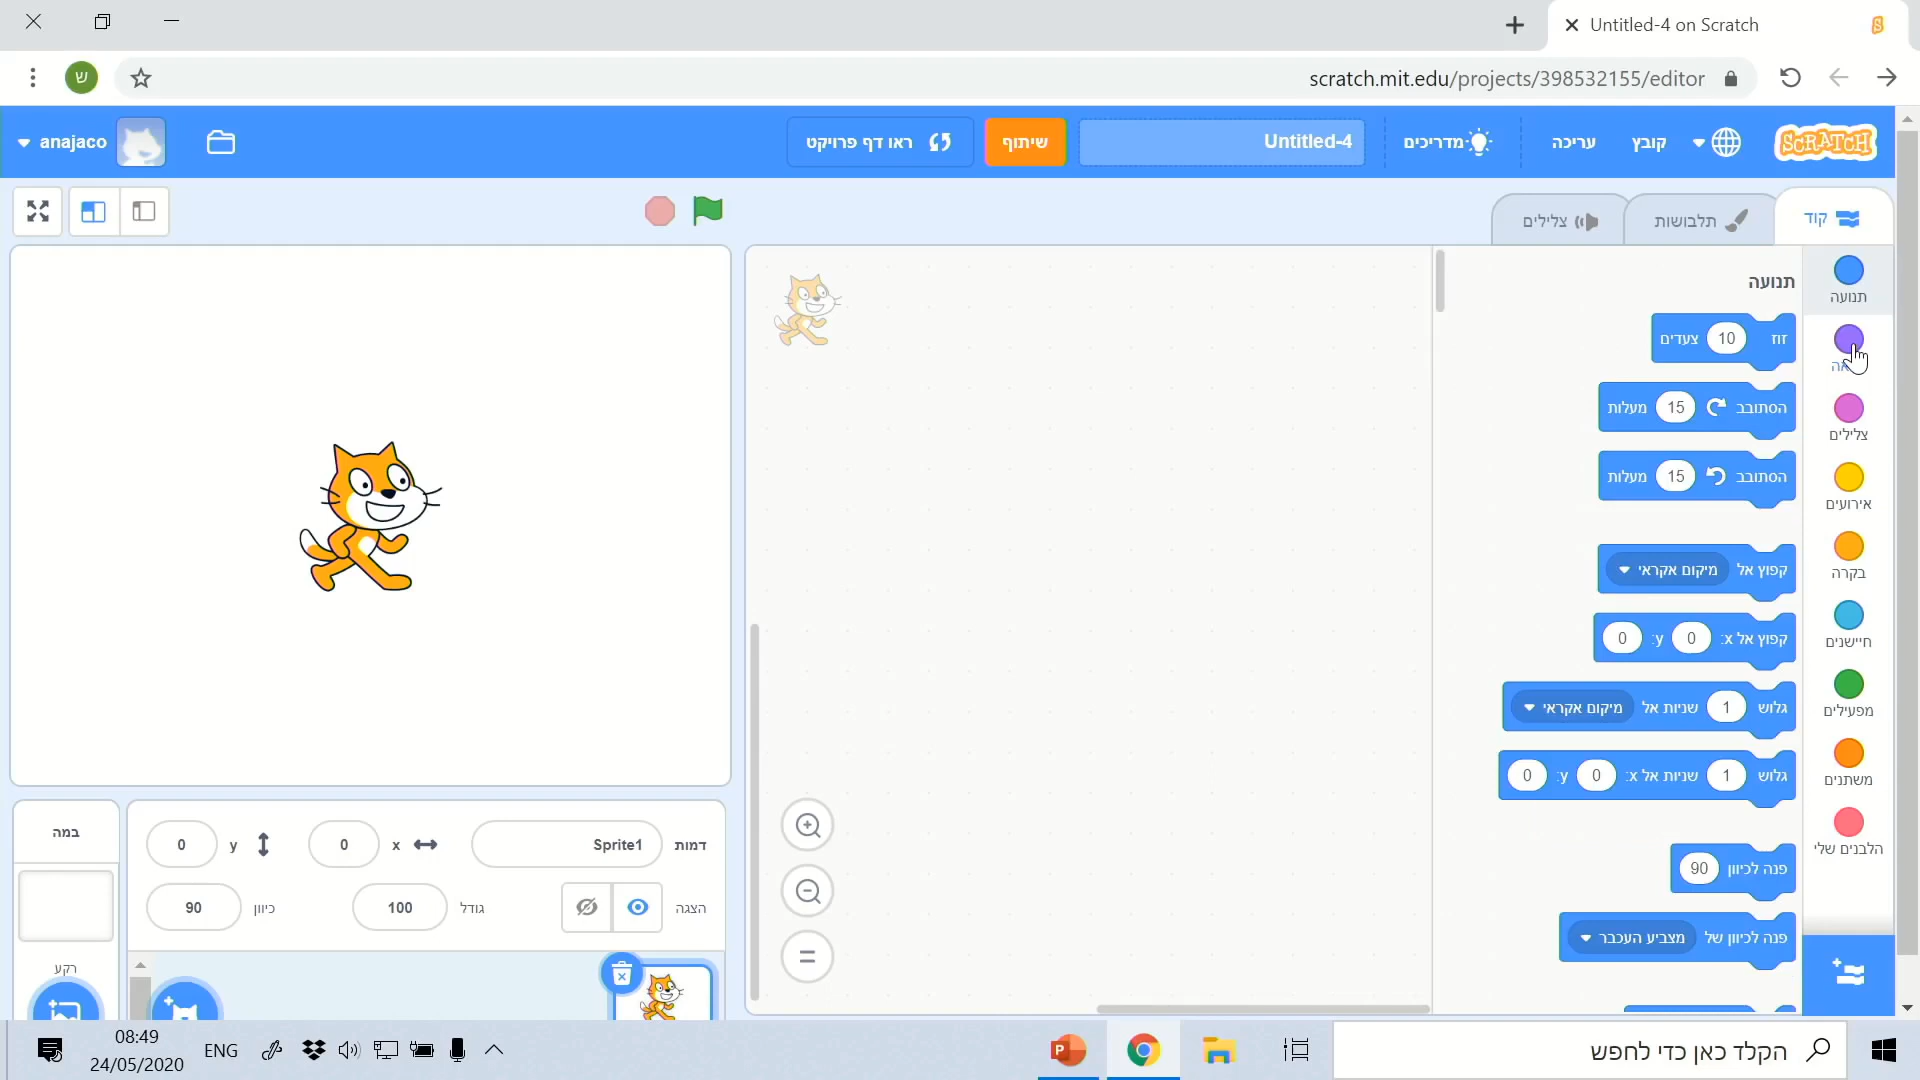 Untitled-4 on Scratch
scratch.mit.edu/projects/398532155/editor
ש
SCRATCH
קובץ
עריכה
מדריכים
Untitled-4
שיתוף
ראו דף פרויקט
anajaco
קוד
תלבושות
צלילים
תנועה
צלילים
אירועים
בקרה
חיישנים
מפעילים
משתנים
הלבנים שלי
תנועה
זוז 10 צעדים
הסתובב 15 מעלות
הסתובב 15 מעלות
קפוץ אל מיקום אקראי
קפוץ אל x: 0 y: 0
גלוש 1 שניות אל מיקום אקראי
גלוש 1 שניות אל x: 0 y: 0
פנה לכיוון 90
פנה לכיוון של מצביע העכבר
דמות Sprite1 x 0 y 0
הצגה גודל 100 כיוון 90
במה
רקע
הקלד כאן כדי לחפש
ENG
08:49
24/05/2020